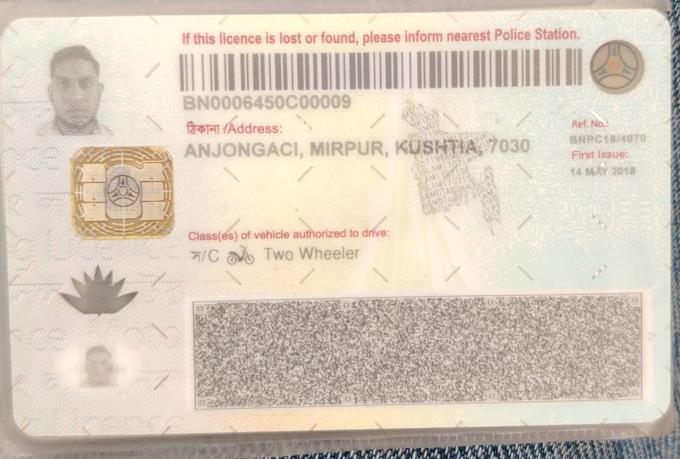 If this licence is lost or found, please inform nearest Police Station.
BN0006450C00009
ঠিকানা /Address:
ANJONGACI, MIRPUR, KUSHTIA, 7030
Ref. No.:
BNPC18/4070
First Issue:
14 MAY 2018
Class(es) of vehicle authorized to drive:
স/C Two Wheeler